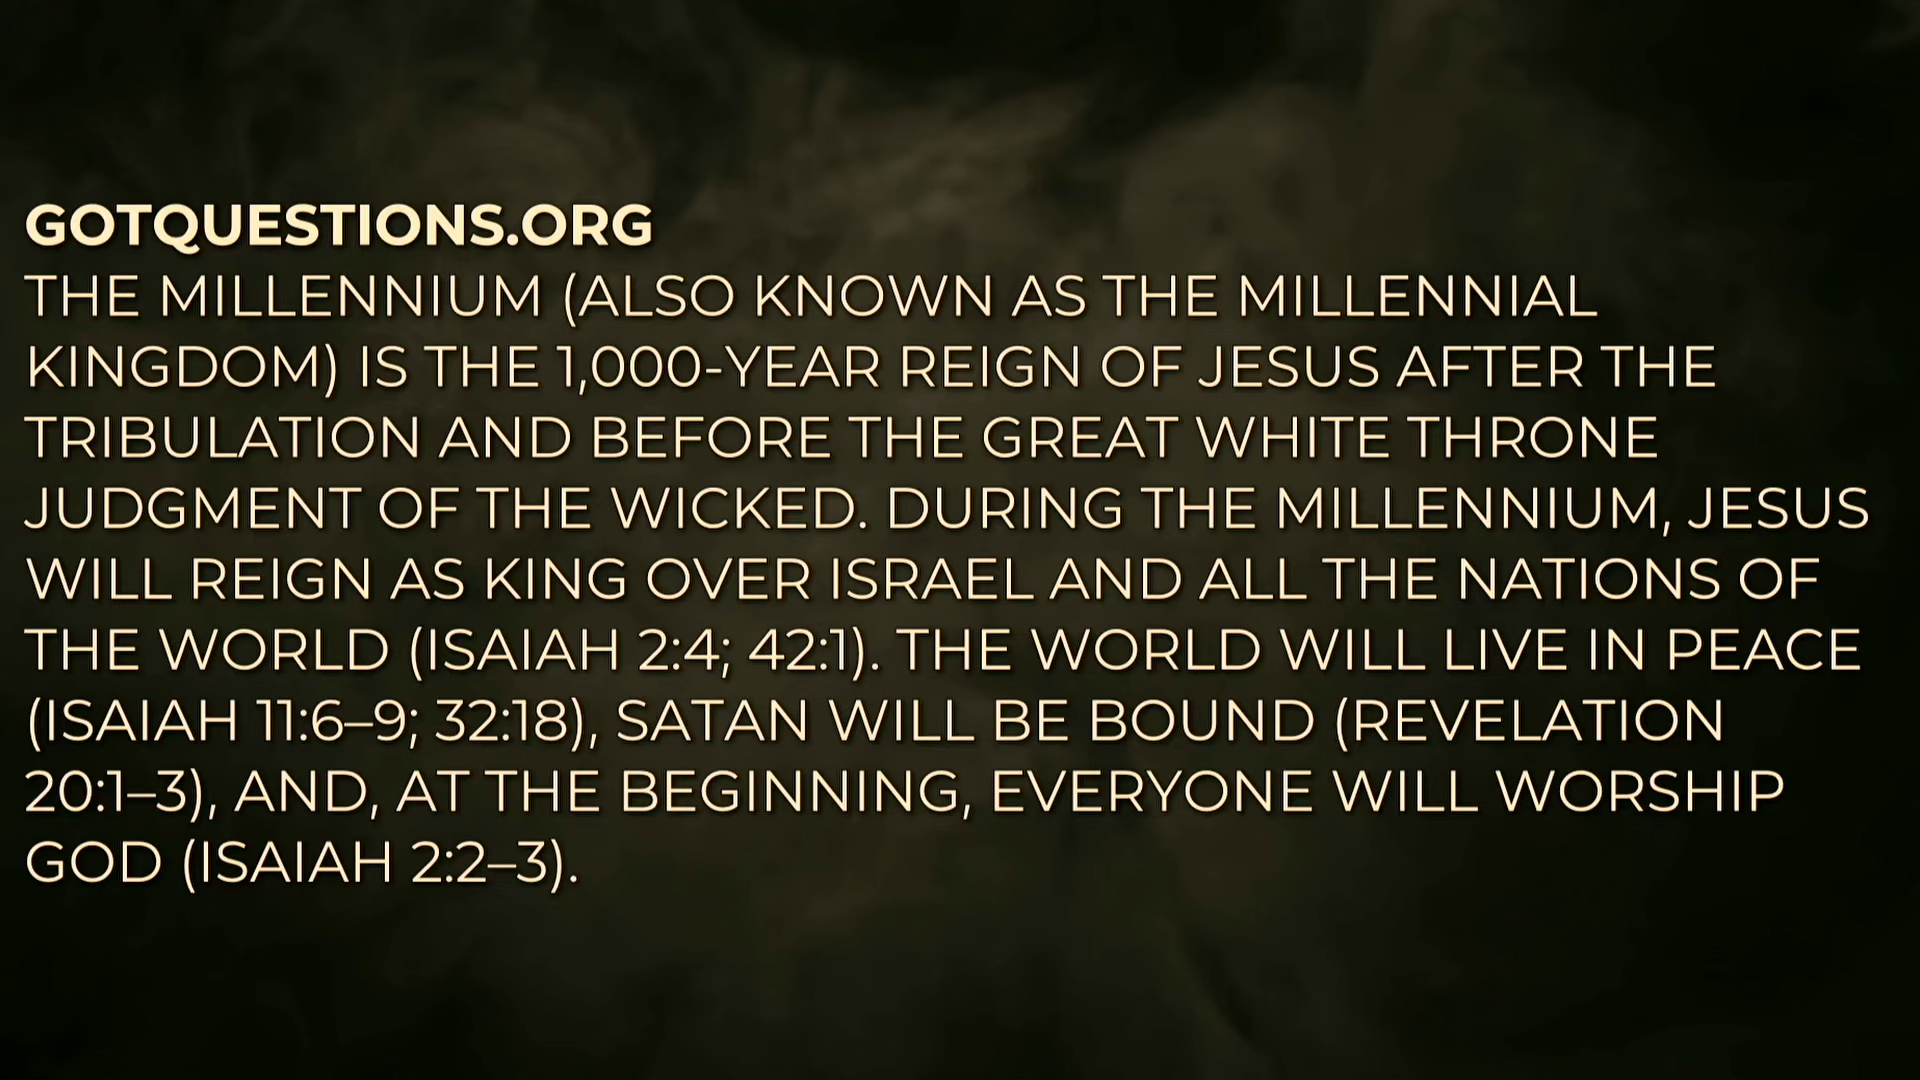 GOTQUESTIONS.ORG
THE MILLENNIUM (ALSO KNOWN AS THE MILLENNIAL
KINGDOM) IS THE 1,000-YEAR REIGN OF JESUS AFTER THE
TRIBULATION AND BEFORE THE GREAT WHITE THRONE
JUDGMENT OF THE WICKED. DURING THE MILLENNIUM, JESUS
WILL REIGN AS KING OVER ISRAEL AND ALL THE NATIONS OF
THE WORLD (ISAIAH 2:4; 42:1). THE WORLD WILL LIVE IN PEACE
(ISAIAH 11:6–9; 32:18), SATAN WILL BE BOUND (REVELATION
20:1–3), AND, AT THE BEGINNING, EVERYONE WILL WORSHIP
GOD (ISAIAH 2:2–3).